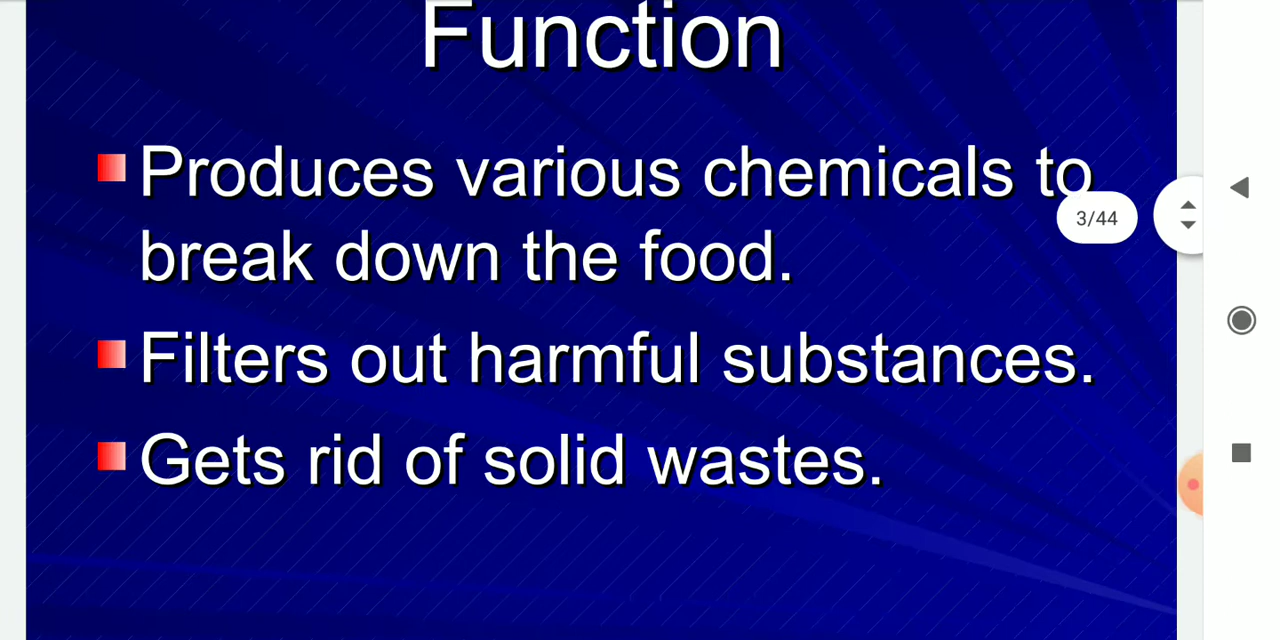 Function
Produces various chemicals to
break down the food.
3/44
Filters out harmful substances.
Gets rid of solid wastes.